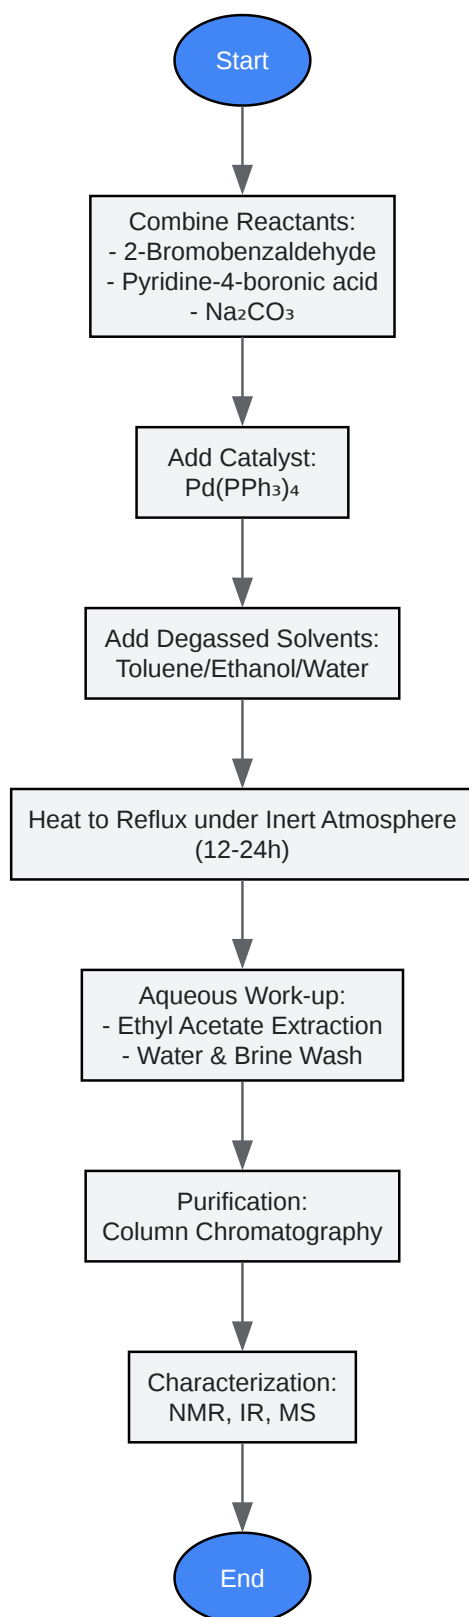 Start
Combine Reactants:
- 2-Bromobenzaldehyde
- Pyridine-4-boronic acid
- Na₂CO₃
Add Catalyst:
Pd(PPh₃)₄
Add Degassed Solvents:
Toluene/Ethanol/Water
Heat to Reflux under Inert Atmosphere
(12-24h)
Aqueous Work-up:
- Ethyl Acetate Extraction
- Water & Brine Wash
Purification:
Column Chromatography
Characterization:
NMR, IR, MS
End